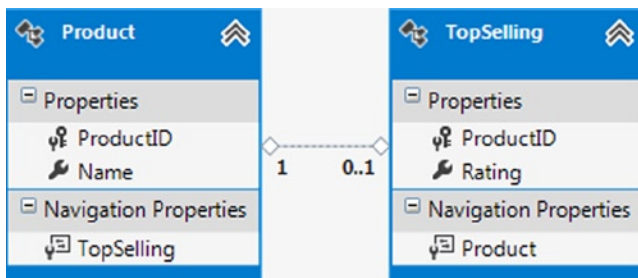 Product
Properties
ProductID
Name
Navigation Properties
TopSelling
1 0..1
TopSelling
Properties
ProductID
Rating
Navigation Properties
Product